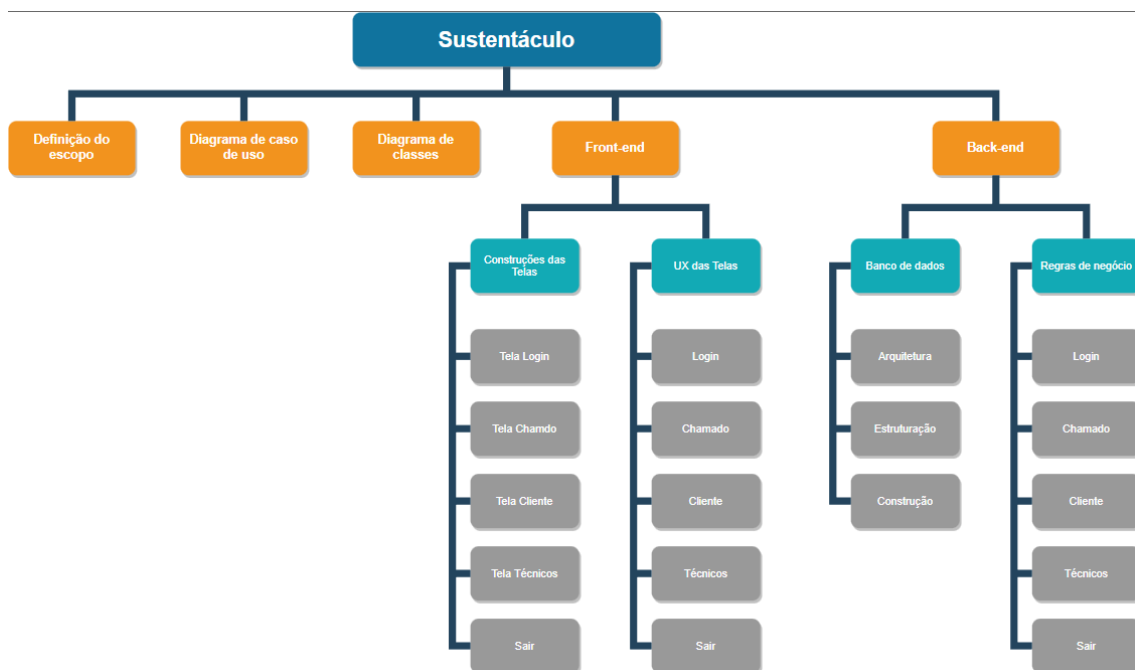 Sustentáculo
Definição do
escopo
Diagrama de caso
de uso
Diagrama de
classes
Front-end
Back-end
Construções das
Telas
UX das Telas
Banco de dados
Regras de negócio
Tela Login
Login
Arquitetura
Login
Tela Chamdo
Chamado
Estruturação
Chamado
Tela Cliente
Cliente
Construção
Cliente
Tela Técnicos
Técnicos
Técnicos
Sair
Sair
Sair